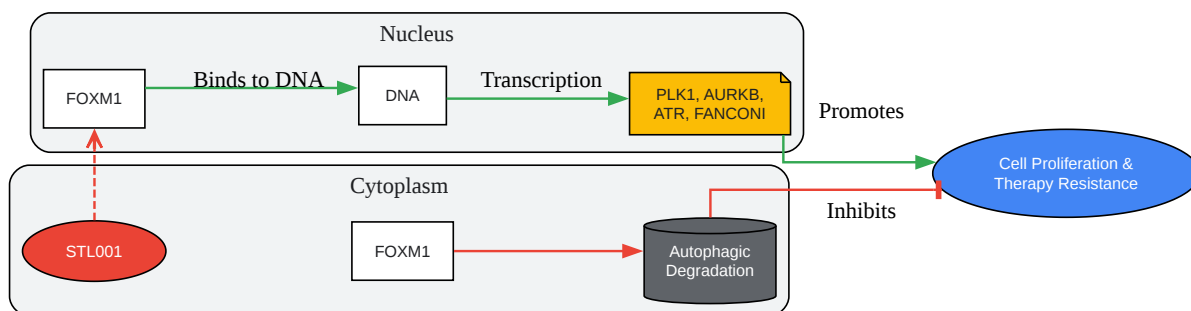 Nucleus
FOXM1
Binds to DNA
DNA
Transcription
PLK1, AURKB,
ATR, FANCONI
Promotes
Cell Proliferation &
Therapy Resistance
Cytoplasm
Inhibits
STL001
FOXM1
Autophagic
Degradation